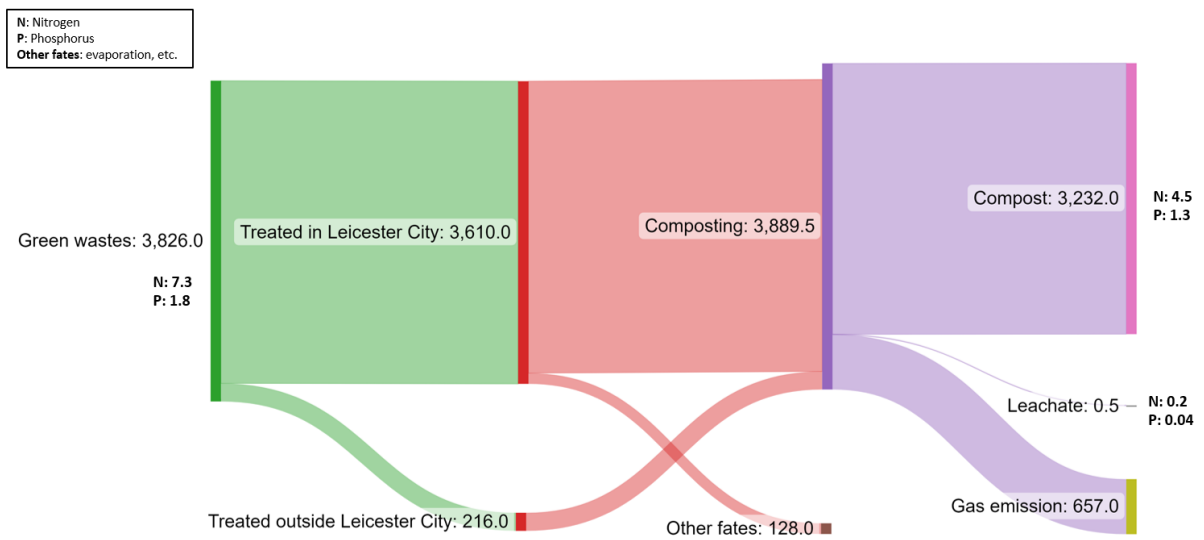 N: Nitrogen
P: Phosphorus
Other fates: evaporation, etc.
Green wastes: 3,826.0
N: 7.3
P: 1.8
Treated in Leicester City: 3,610.0
Treated outside Leicester City: 216.0
Composting: 3,889.5
Other fates: 128.0
Compost: 3,232.0
N: 4.5
P: 1.3
Leachate: 0.5
N: 0.2
P: 0.04
Gas emission: 657.0